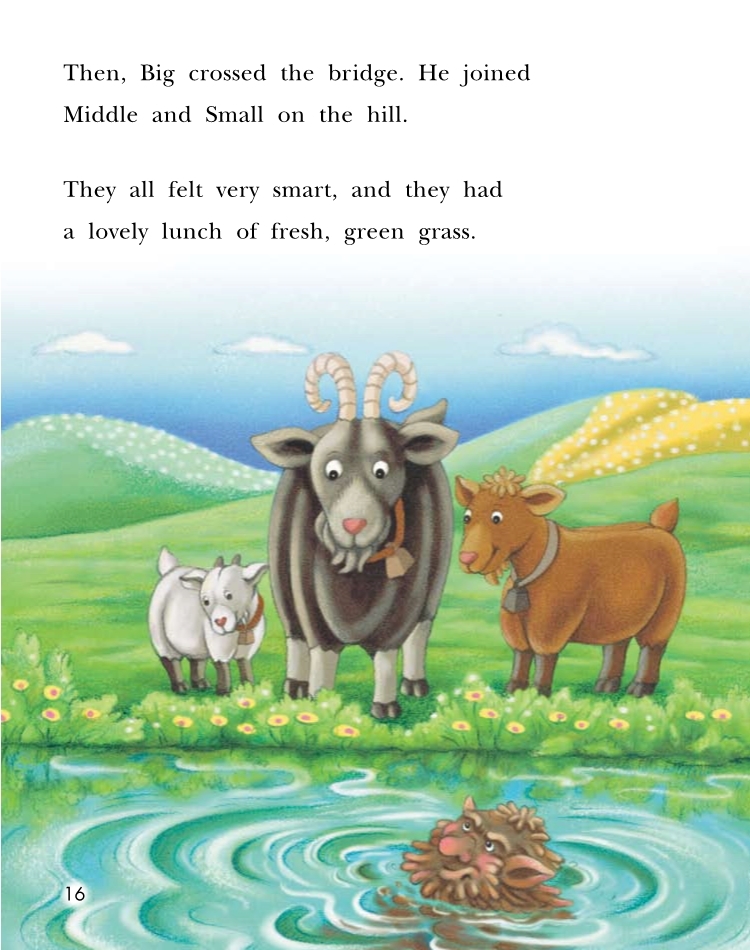 Then, Big crossed the bridge. He joined
Middle and Small on the hill.
They all felt very smart, and they had
a lovely lunch of fresh, green grass.
16